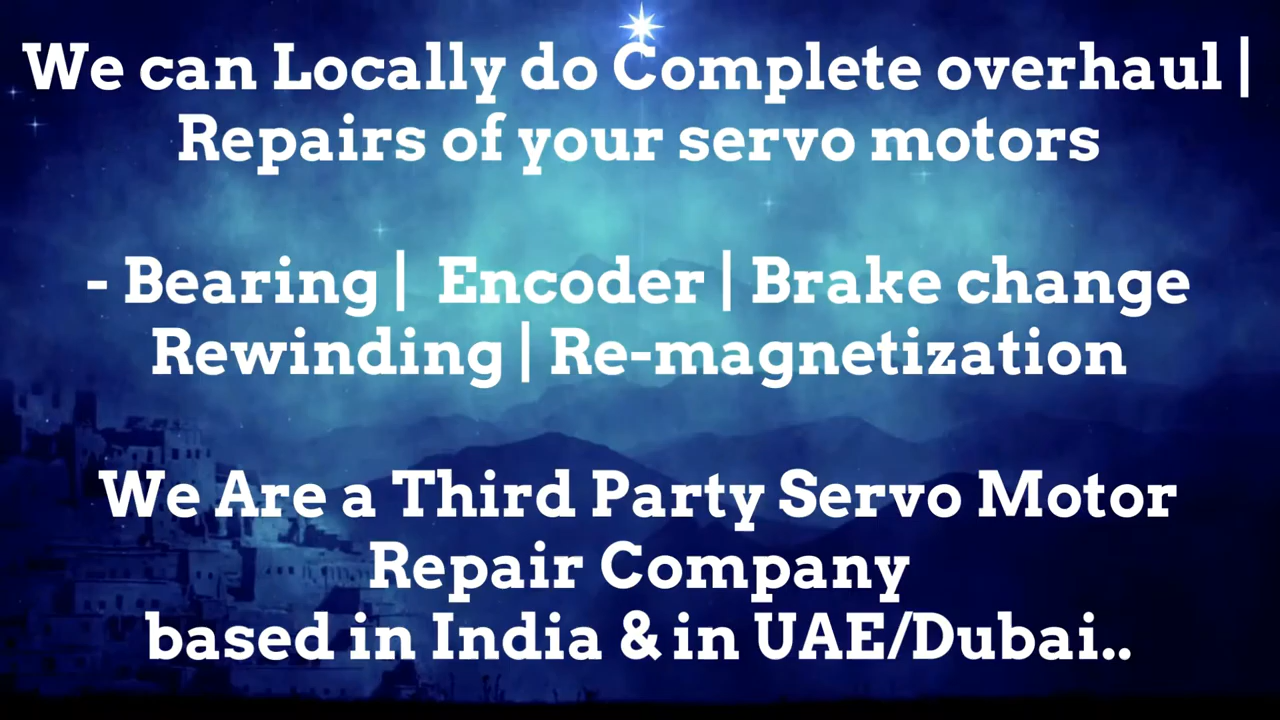 We can Locally do Complete overhaul |
Repairs of your servo motors
- Bearing | Encoder | Brake change
Rewinding | Re-magnetization
We Are a Third Party Servo Motor
Repair Company
based in India & in UAE/Dubai..